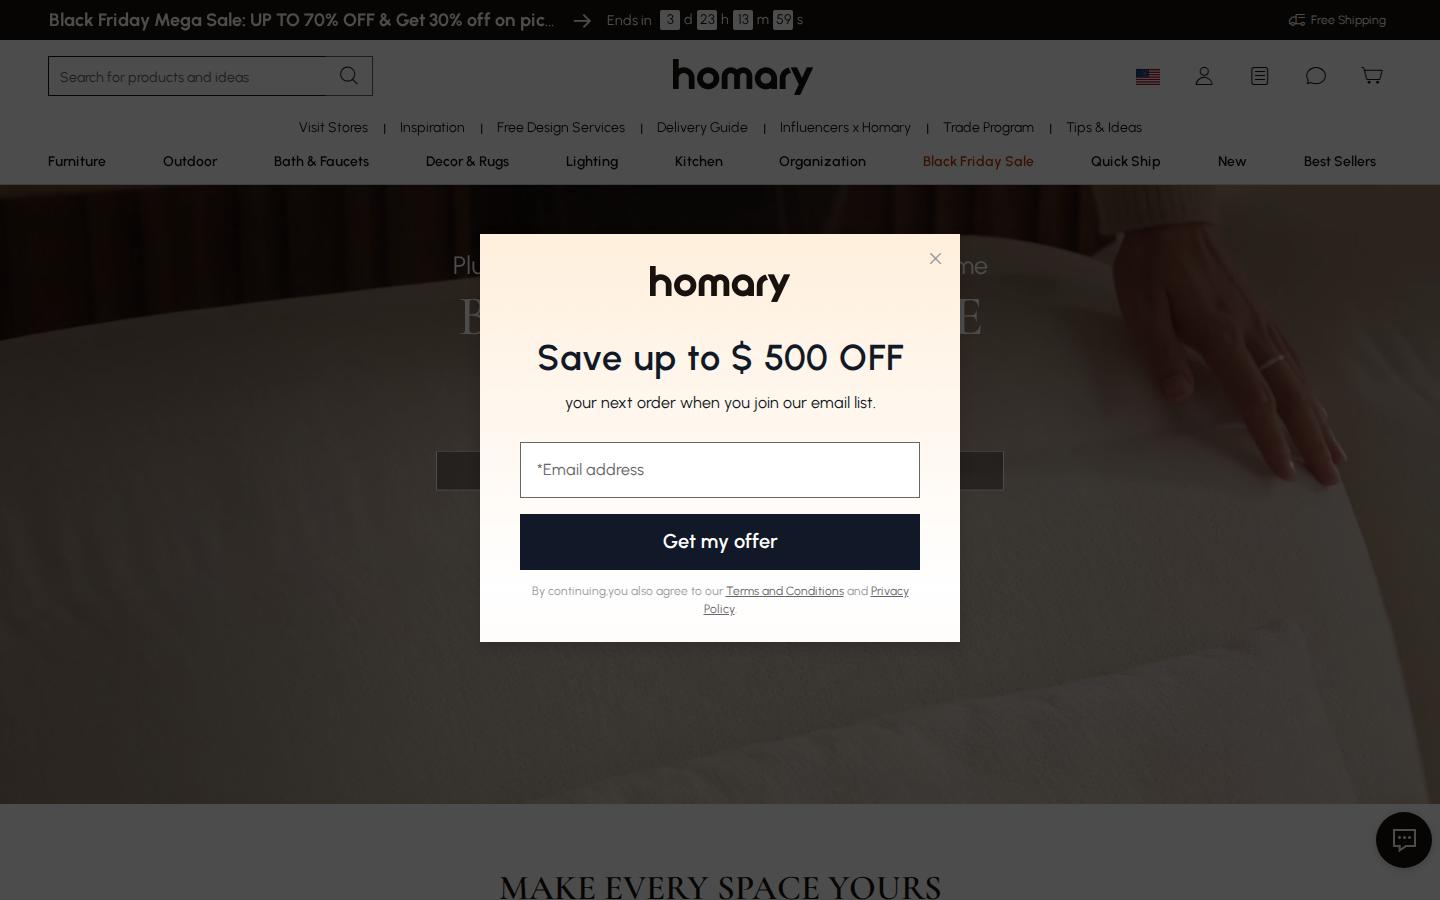 Black Friday Mega Sale: UP TO 70% OFF & Get 30% off on pic...
Ends in 3 d 23 h 13 m 59 s
Free Shipping
Search for products and ideas
homary
Visit Stores | Inspiration | Free Design Services | Delivery Guide | Influencers x Homary | Trade Program | Tips & Ideas
Furniture Outdoor Bath & Faucets Decor & Rugs Lighting Kitchen Organization Black Friday Sale Quick Ship New Best Sellers
homary
Save up to $ 500 OFF
your next order when you join our email list.
*Email address
Get my offer
By continuing,you also agree to our Terms and Conditions and Privacy
Policy.
MAKE EVERY SPACE YOURS